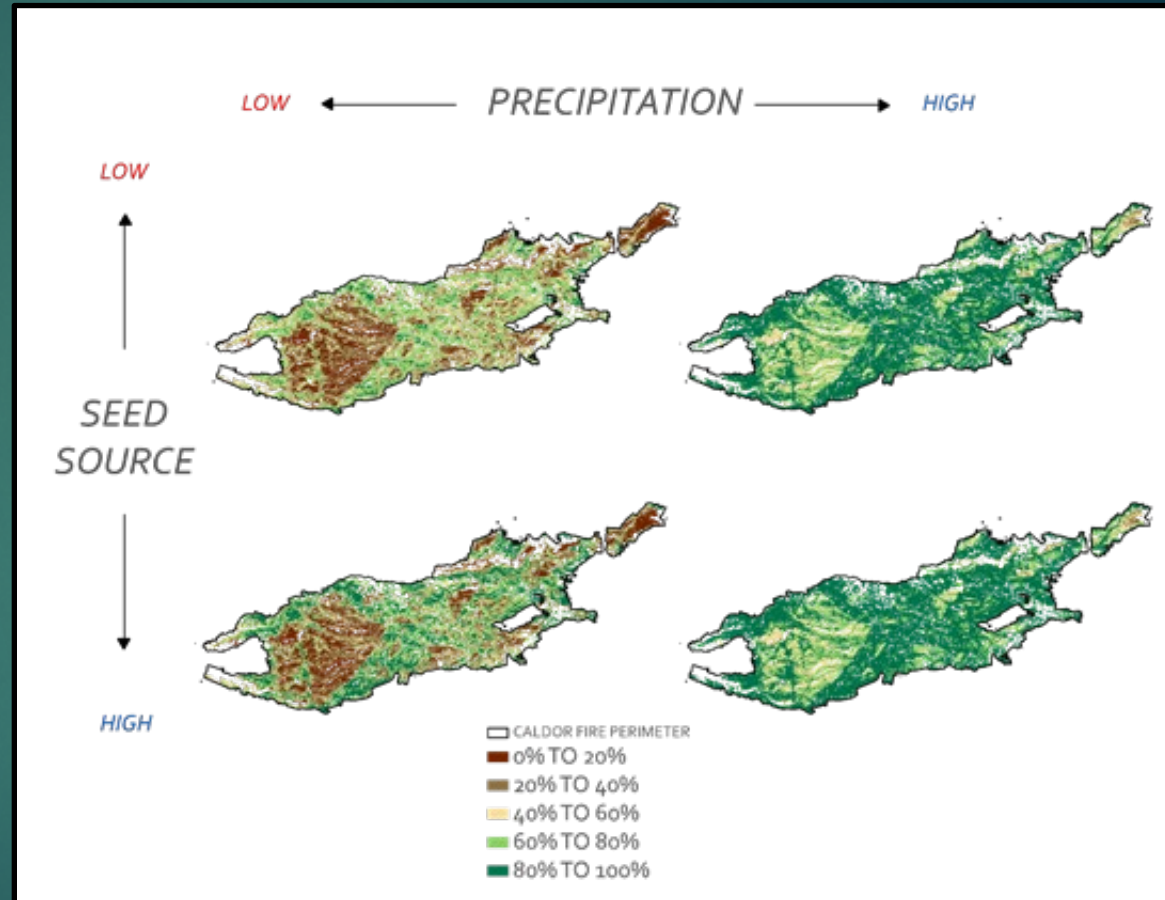 LOW PRECIPITATION HIGH
LOW
SEED
SOURCE
HIGH
CALDOR FIRE PERIMETER
0% TO 20%
20% TO 40%
40% TO 60%
60% TO 80%
80% TO 100%